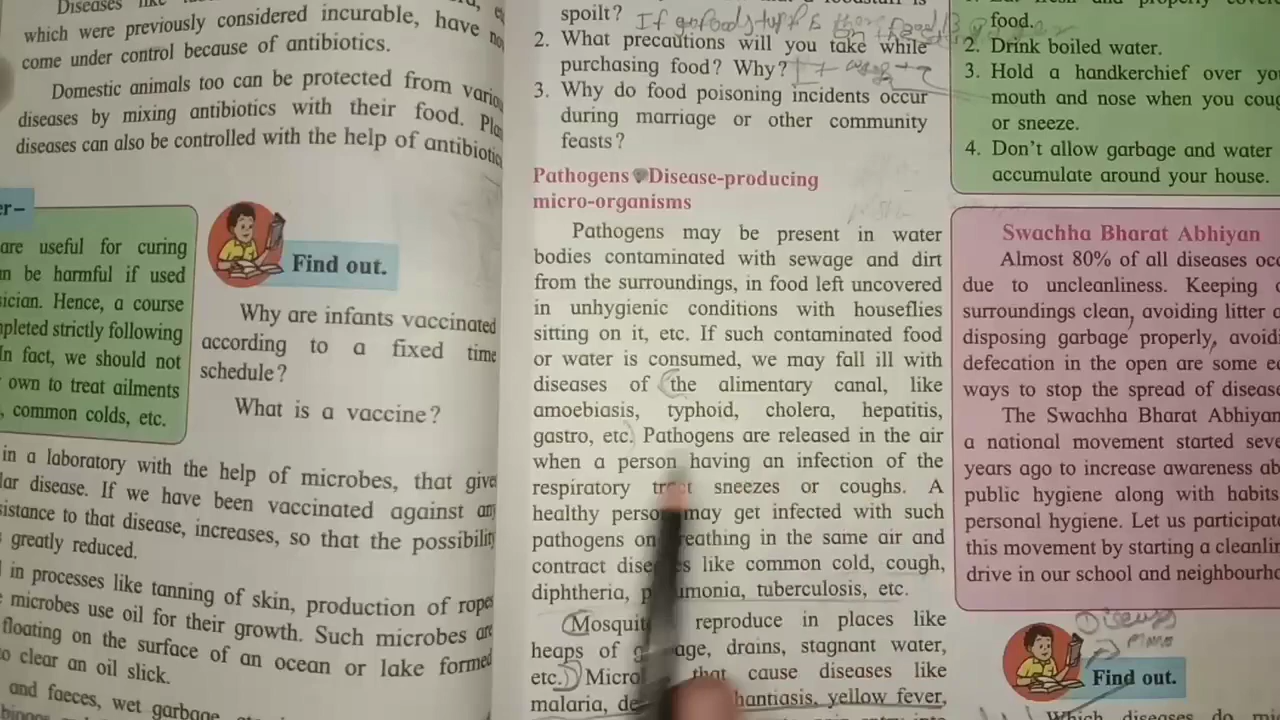 Diseases like
which were previously considered incurable, have
come under control because of antibiotics.
Domestic animals too can be protected from
diseases by mixing antibiotics with their food.
diseases can also be controlled with the help of
are useful for curing
be harmful if used
Hence, a course
strictly following
In fact, we should not
own to treat ailments
common colds, etc.
Find out.
Why are infants vaccinated
according to a fixed time
schedule?
What is a vaccine?
in a laboratory with the help of microbes, that
disease. If we have been vaccinated against
to that disease, increases, so that the possibility
greatly reduced.
in processes like tanning of skin, production of
microbes use oil for their growth. Such microbes
floating on the surface of an ocean or lake formed
clear an oil slick.
and faeces, wet garbage
spoilt?
2. What precautions will you take while
purchasing food? Why?
3. Why do food poisoning incidents occur
during marriage or other community
feasts?
Pathogens Disease-producing
micro-organisms
Pathogens may be present in water
bodies contaminated with sewage and dirt
from the surroundings, in food left uncovered
in unhygienic conditions with houseflies
sitting on it, etc. If such contaminated food
or water is consumed, we may fall ill with
diseases of the alimentary canal, like
amoebiasis, typhoid, cholera, hepatitis,
gastro, etc. Pathogens are released in the air
when a person having an infection of the
respiratory sneezes or coughs. A
healthy person may get infected with such
pathogens on in the same air and
contract like common cold, cough,
diphtheria, tuberculosis, etc.
reproduce in places like
heaps of drains, stagnant water,
etc. that cause diseases like
malaria, yellow fever,
food.
2. Drink boiled water.
3. Hold a handkerchief over
mouth and nose when you
or sneeze.
4. Don't allow garbage and water
accumulate around your house.
Swachha Bharat Abhiyan
Almost 80% of all diseases
due to uncleanliness. Keeping
surroundings clean, avoiding litter
disposing garbage properly,
defecation in the open are some
ways to stop the spread of
The Swachha Bharat Abhiyan
a national movement started
years ago to increase awareness
public hygiene along with habits
personal hygiene. Let us
this movement by starting a
drive in our school and
Find out.
Which diseases do